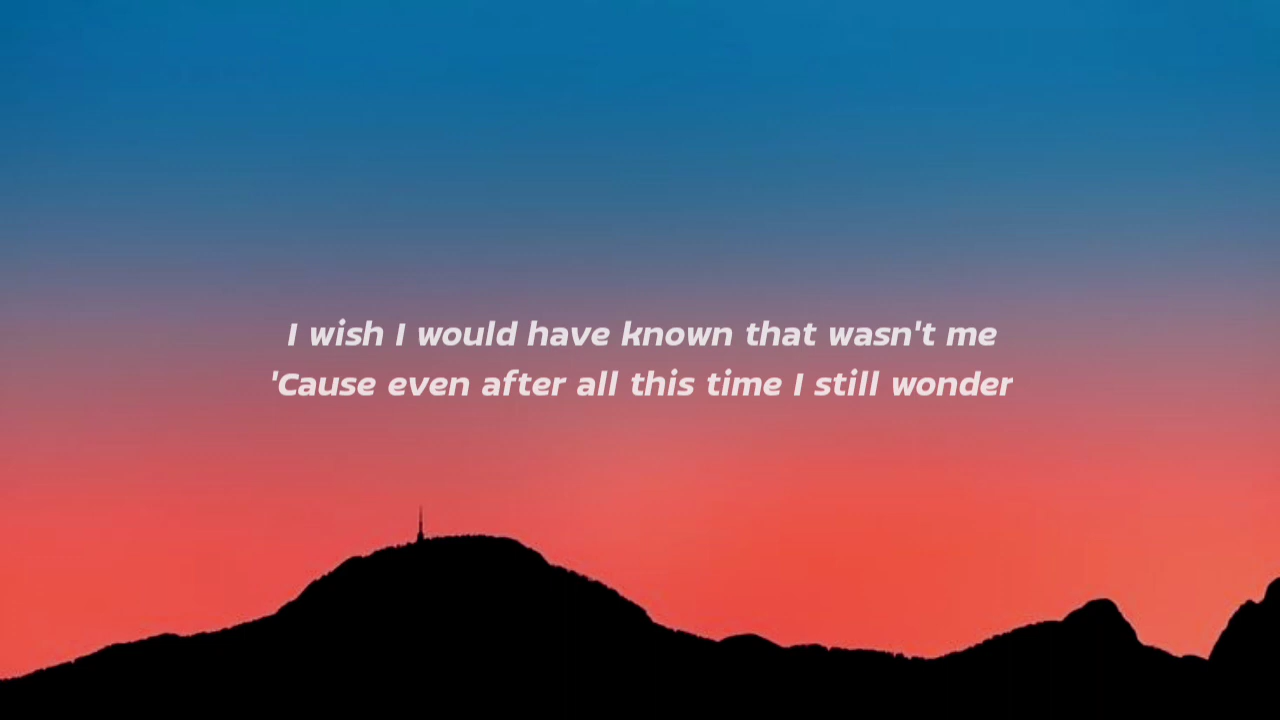 I wish I would have known that wasn't me
'Cause even after all this time I still wonder